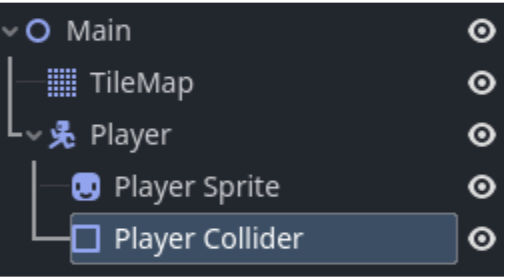 Main
TileMap
Player
Player Sprite
Player Collider